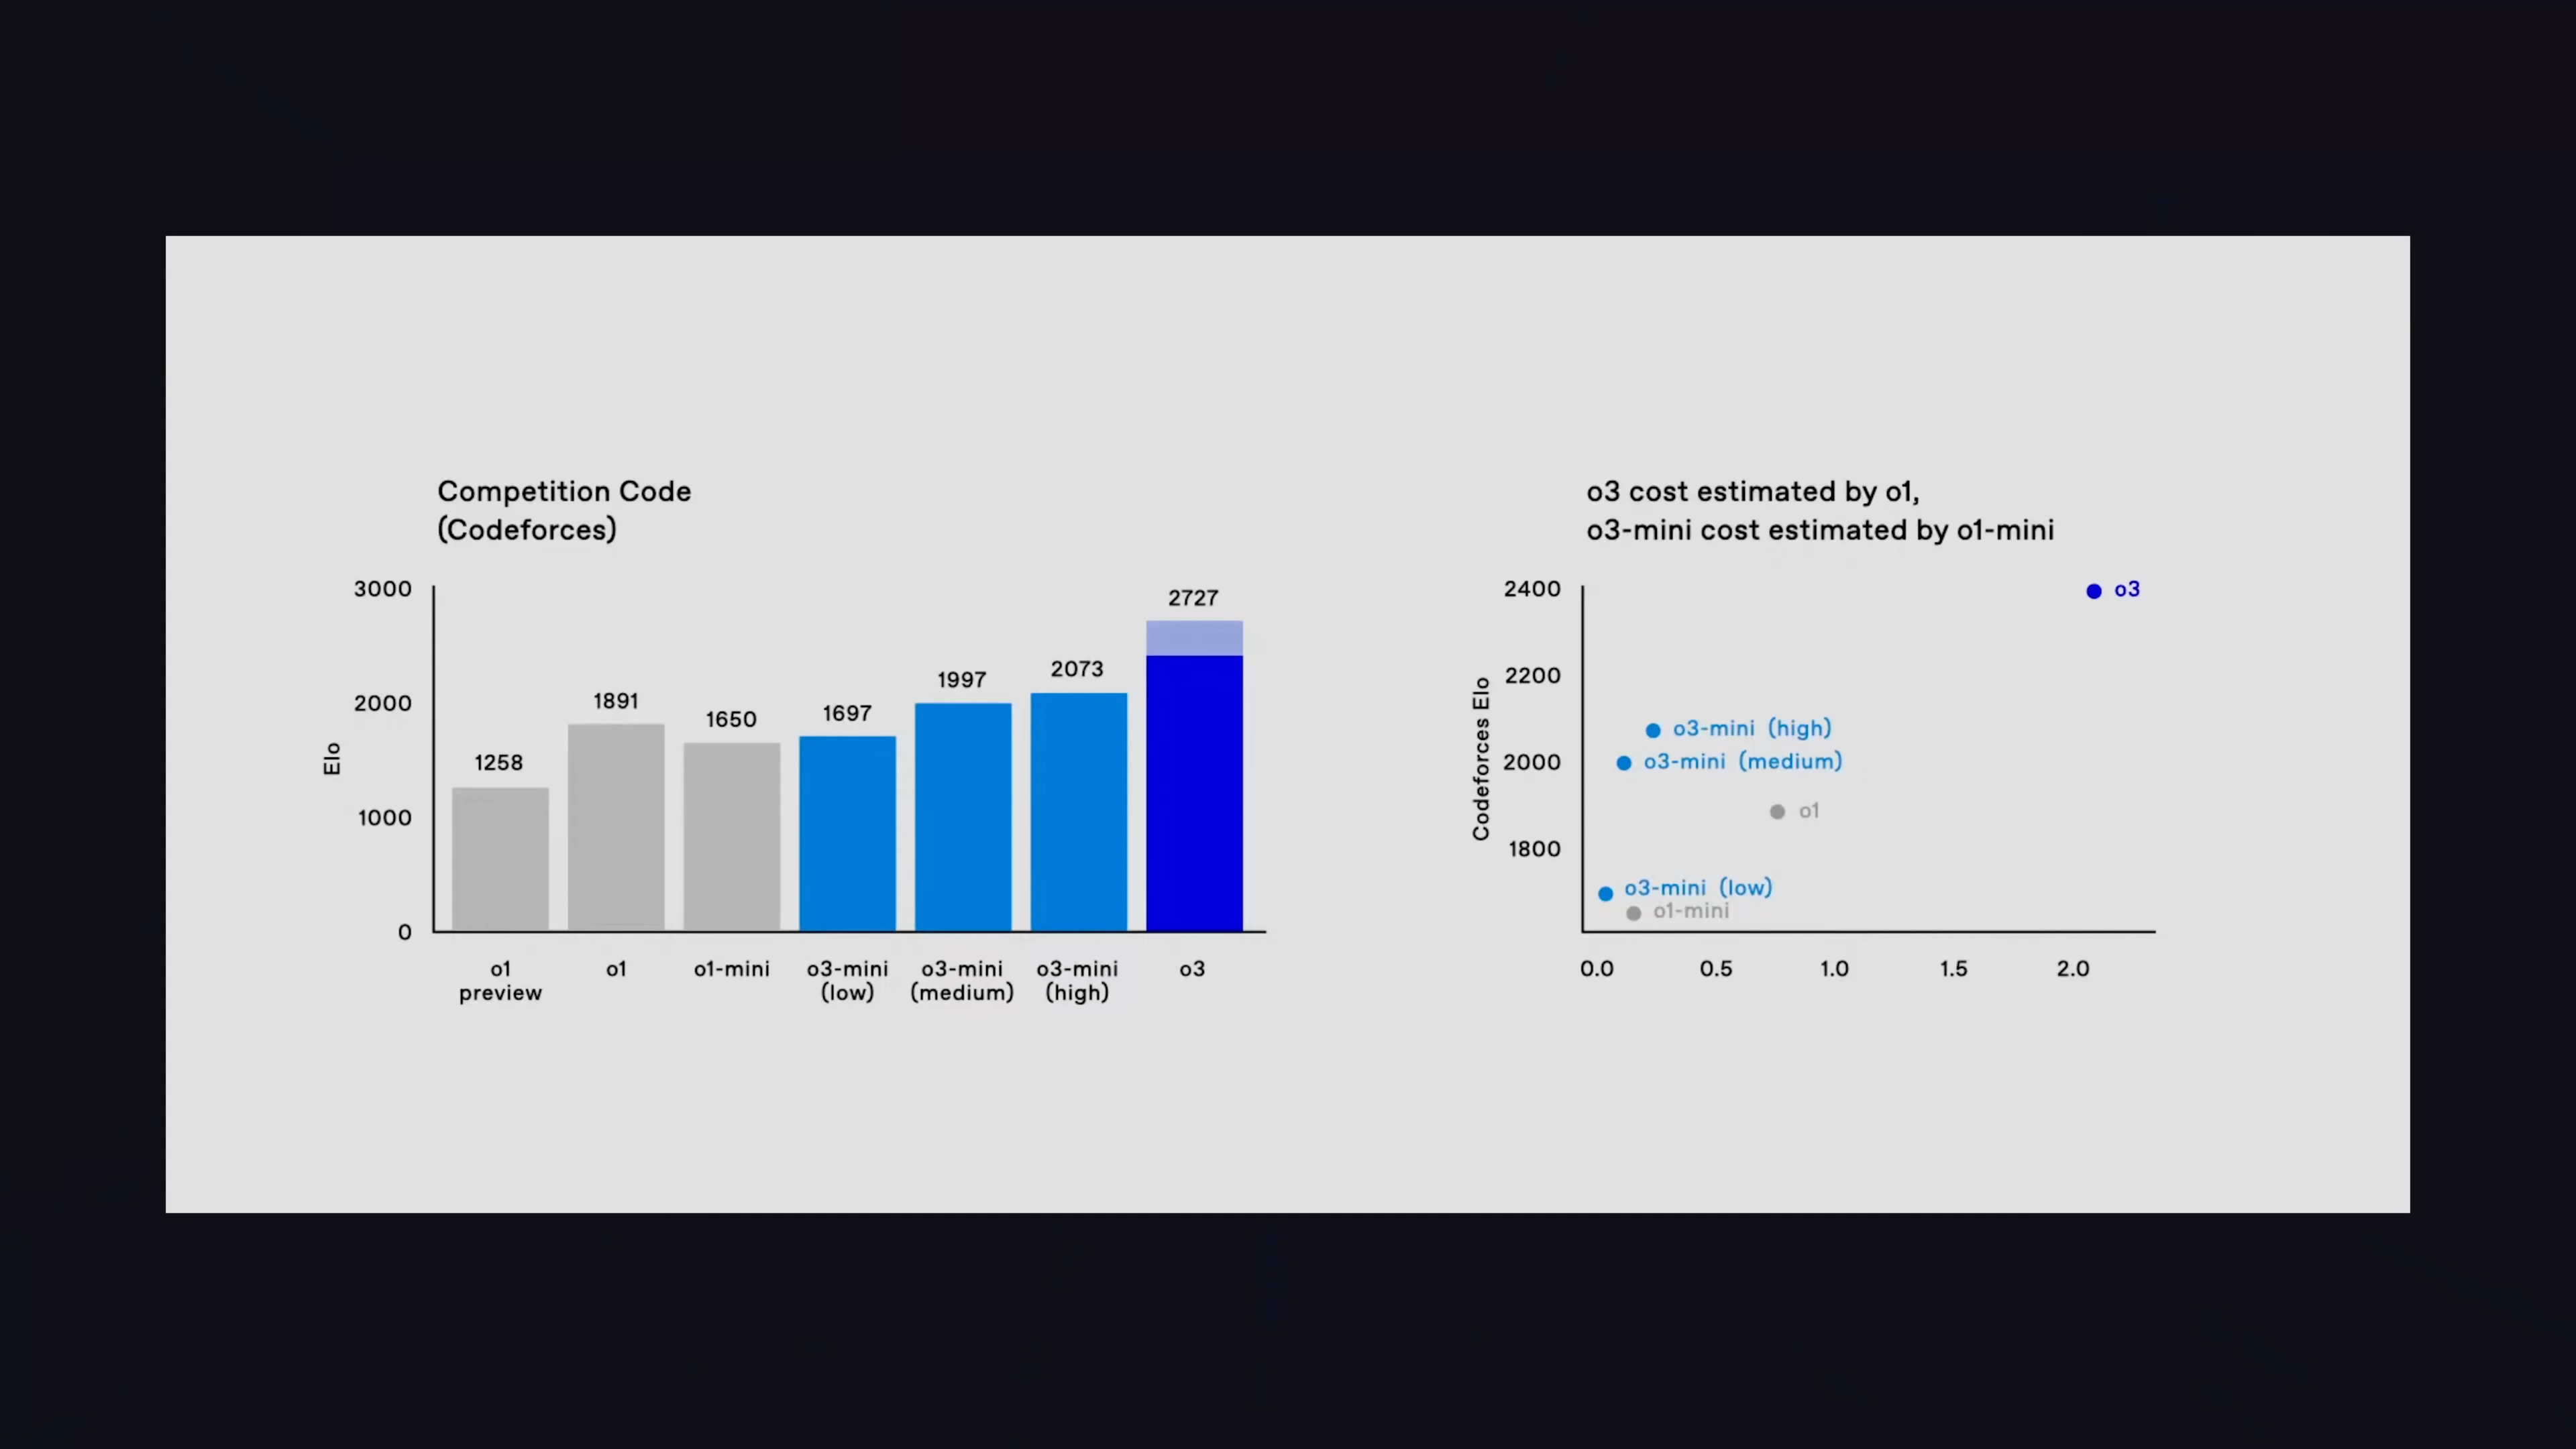 Competition Code
(Codeforces)
3000
2000
1000
0
Elo
1258
1891
1650
1697
1997
2073
2727
o1
preview
o1
o1-mini
o3-mini
(low)
o3-mini
(medium)
o3-mini
(high)
o3
o3 cost estimated by o1,
o3-mini cost estimated by o1-mini
2400
2200
2000
1800
Codeforces Elo
o3
o3-mini (high)
o3-mini (medium)
o1
o3-mini (low)
o1-mini
0.0
0.5
1.0
1.5
2.0